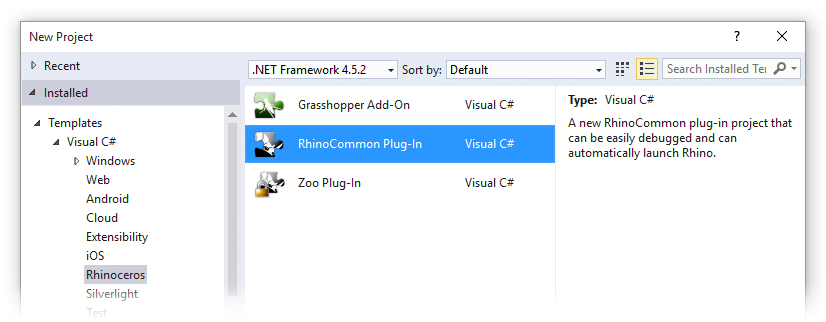 New Project
?
Recent
.NET Framework 4.5.2
Sort by:
Default
Search Installed Te
Installed
Templates
Visual C#
Windows
Web
Android
Cloud
Extensibility
iOS
Rhinoceros
Silverlight
Test
Grasshopper Add-On
Visual C#
RhinoCommon Plug-In
Visual C#
Zoo Plug-In
Visual C#
Type: Visual C#
A new RhinoCommon plug-in project that
can be easily debugged and can
automatically launch Rhino.